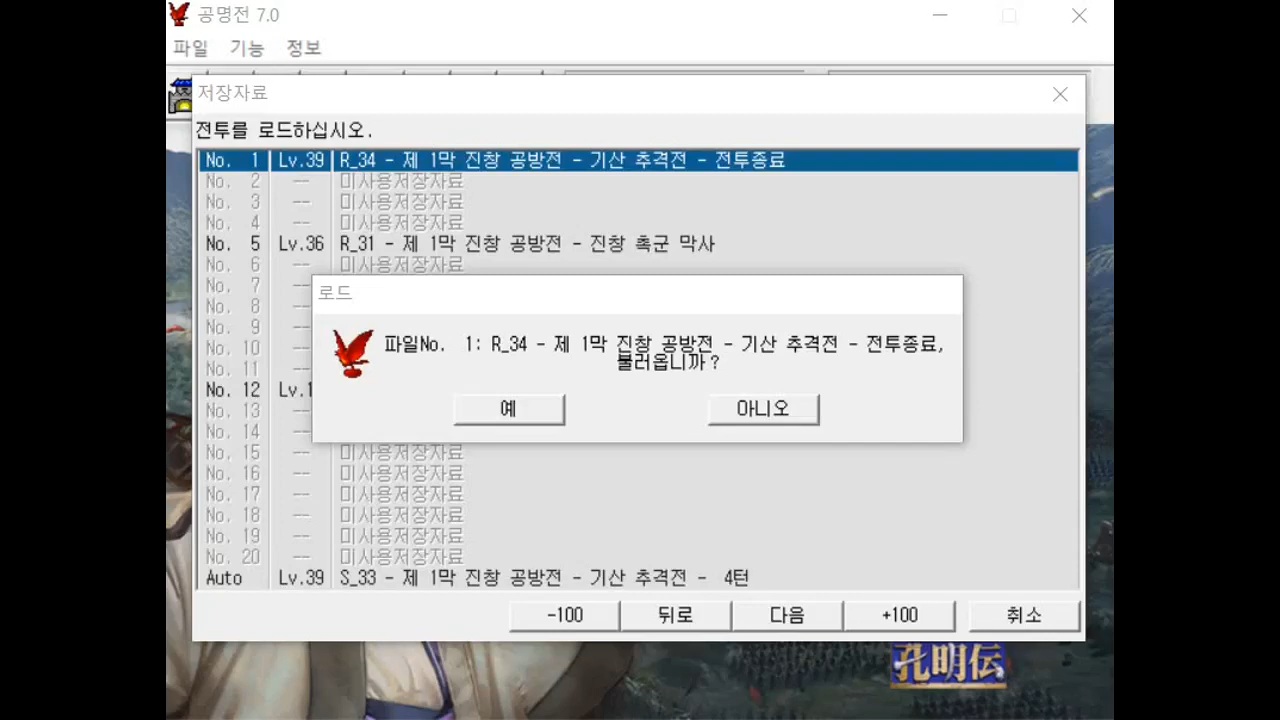 공명전 7.0
파일 기능 정보
저장자료
전투를 로드하십시오.
No. 1 Lv.39 R_34 - 제 1막 진창 공방전 - 기산 추격전 - 전투종료
No. 2 -- 미사용저장자료
No. 3 -- 미사용저장자료
No. 4 -- 미사용저장자료
No. 5 Lv.36 R_31 - 제 1막 진창 공방전 - 진창 촉군 막사
No. 6 -- 미사용저장자료
No. 7 --
No. 8 --
No. 9 --
No. 10 --
No. 11 --
No. 12 Lv.1
No. 13 --
No. 14 --
No. 15 -- 미사용저장자료
No. 16 -- 미사용저장자료
No. 17 -- 미사용저장자료
No. 18 -- 미사용저장자료
No. 19 -- 미사용저장자료
No. 20 -- 미사용저장자료
Auto Lv.39 S_33 - 제 1막 진창 공방전 - 기산 추격전 - 4턴
로드
파일No. 1: R_34 - 제 1막 진창 공방전 - 기산 추격전 - 전투종료,
불러옵니까?
예 아니오
-100 뒤로 다음 +100 취소
孔明伝